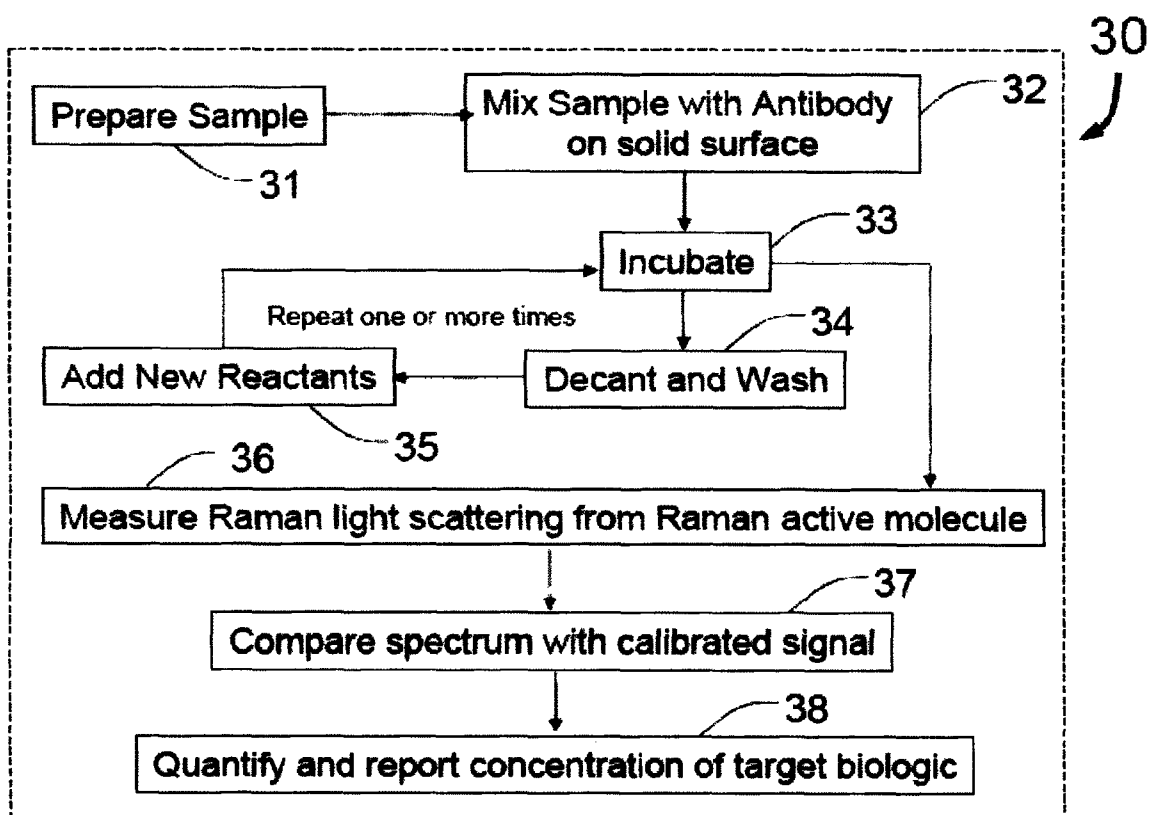 30
Prepare Sample
31
Mix Sample with Antibody
on solid surface
32
Incubate
33
Repeat one or more times
34
Decant and Wash
Add New Reactants
35
36
Measure Raman light scattering from Raman active molecule
37
Compare spectrum with calibrated signal
38
Quantify and report concentration of target biologic